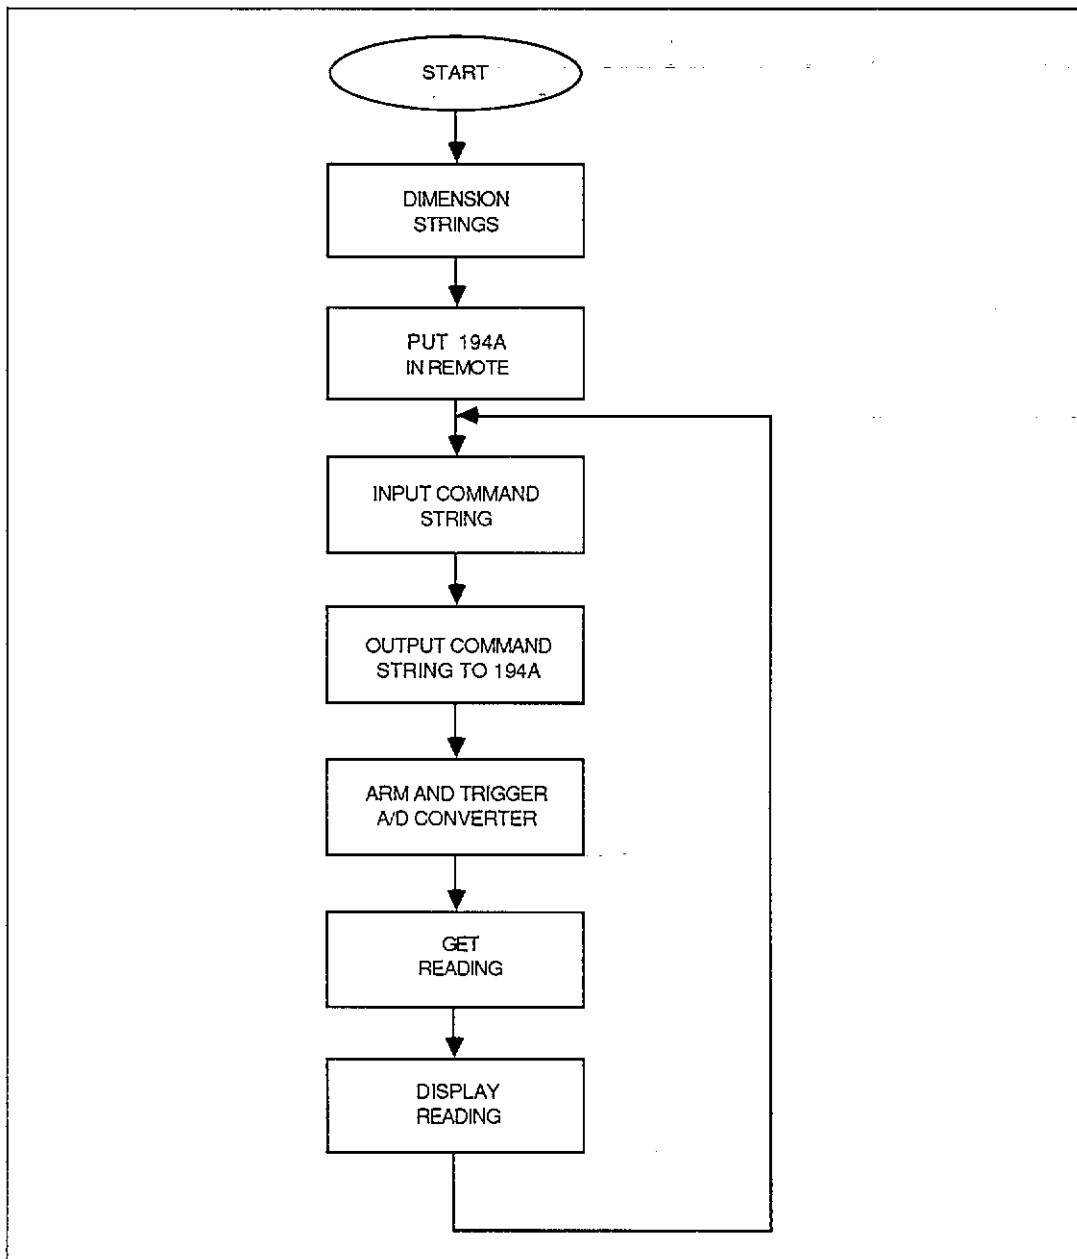 START
DIMENSION
STRINGS
PUT 194A
IN REMOTE
INPUT COMMAND
STRING
OUTPUT COMMAND
STRING TO 194A
ARM AND TRIGGER
A/D CONVERTER
GET
READING
DISPLAY
READING